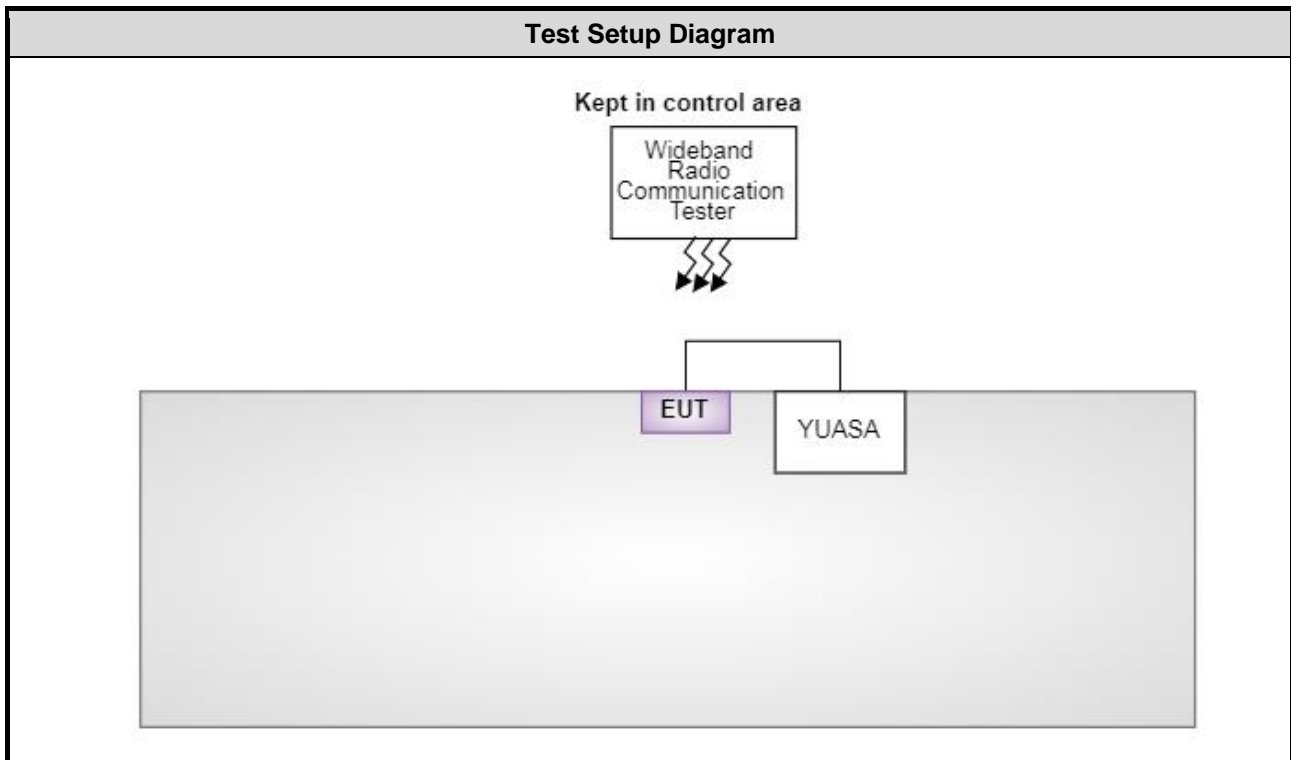 Test Setup Diagram
Kept in control area
Wideband
Radio
Communication
Tester
EUT
YUASA